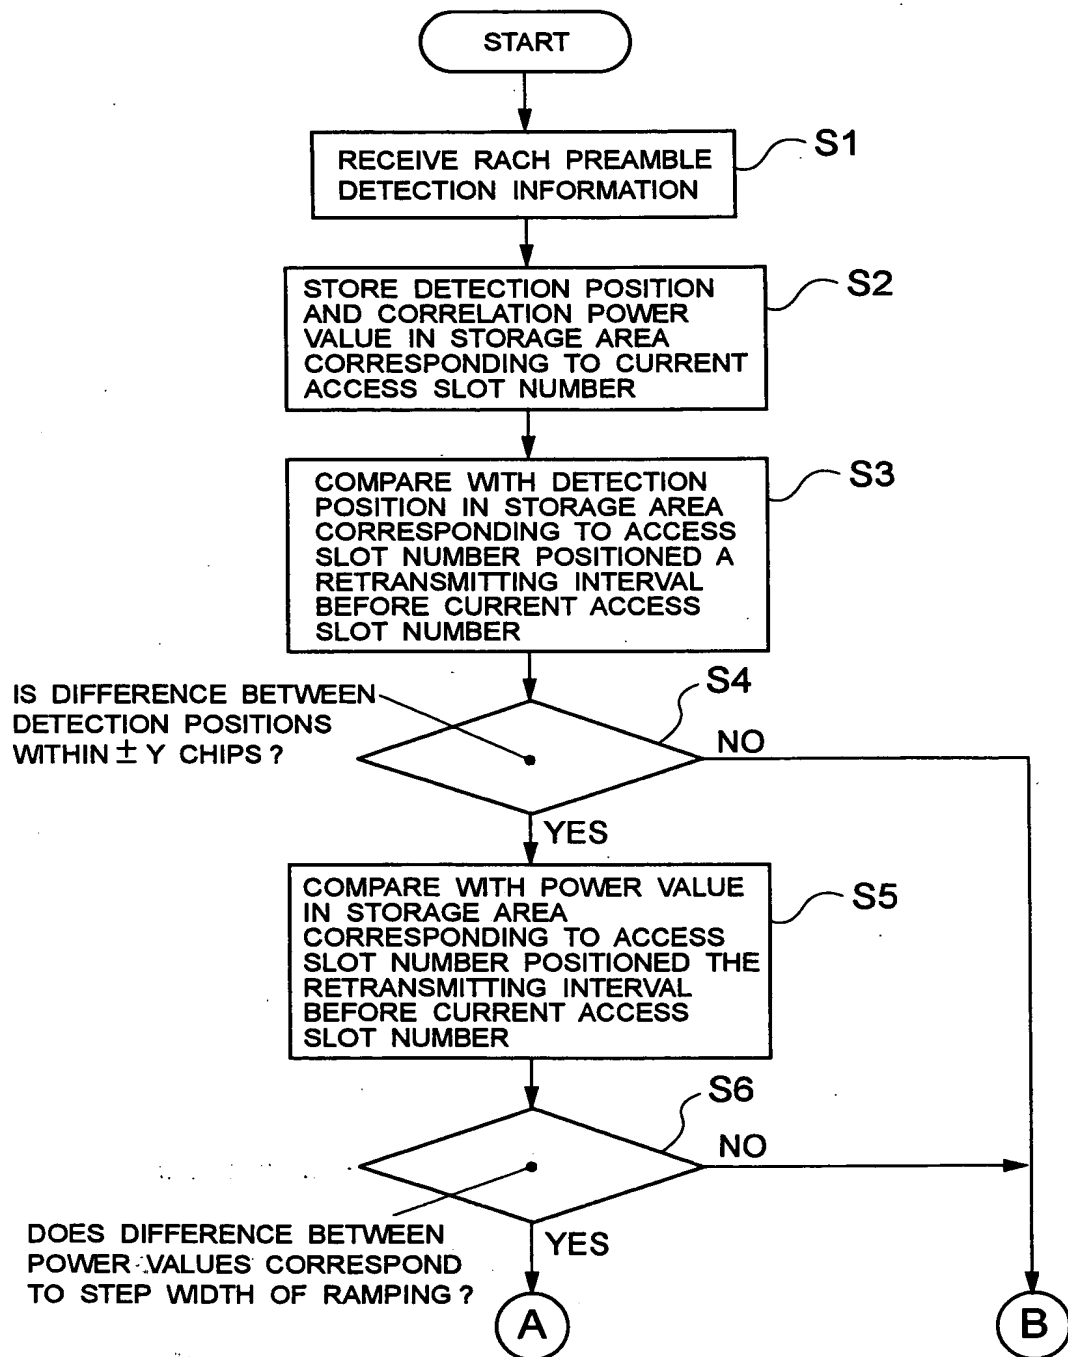 START
RECEIVE RACH PREAMBLE
DETECTION INFORMATION
S1
STORE DETECTION POSITION
AND CORRELATION POWER
VALUE IN STORAGE AREA
CORRESPONDING TO CURRENT
ACCESS SLOT NUMBER
S2
COMPARE WITH DETECTION
POSITION IN STORAGE AREA
CORRESPONDING TO ACCESS
SLOT NUMBER POSITIONED A
RETRANSMITTING INTERVAL
BEFORE CURRENT ACCESS
SLOT NUMBER
S3
IS DIFFERENCE BETWEEN
DETECTION POSITIONS
WITHIN ± Y CHIPS ?
S4
NO
YES
COMPARE WITH POWER VALUE
IN STORAGE AREA
CORRESPONDING TO ACCESS
SLOT NUMBER POSITIONED THE
RETRANSMITTING INTERVAL
BEFORE CURRENT ACCESS
SLOT NUMBER
S5
S6
NO
DOES DIFFERENCE BETWEEN
POWER VALUES CORRESPOND
TO STEP WIDTH OF RAMPING ?
YES
A
B